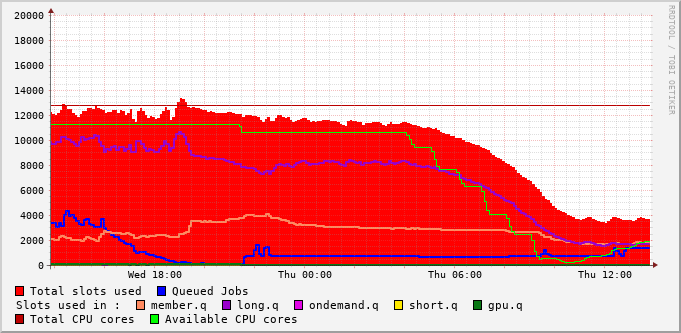 20000
18000
16000
14000
12000
10000
8000
6000
4000
2000
0
Wed 18:00 Thu 00:00 Thu 06:00 Thu 12:00
Total slots used Queued Jobs
Slots used in : member.q long.q ondemand.q short.q gpu.q
Total CPU cores Available CPU cores
RRDTOOL / TOBI OETIKER